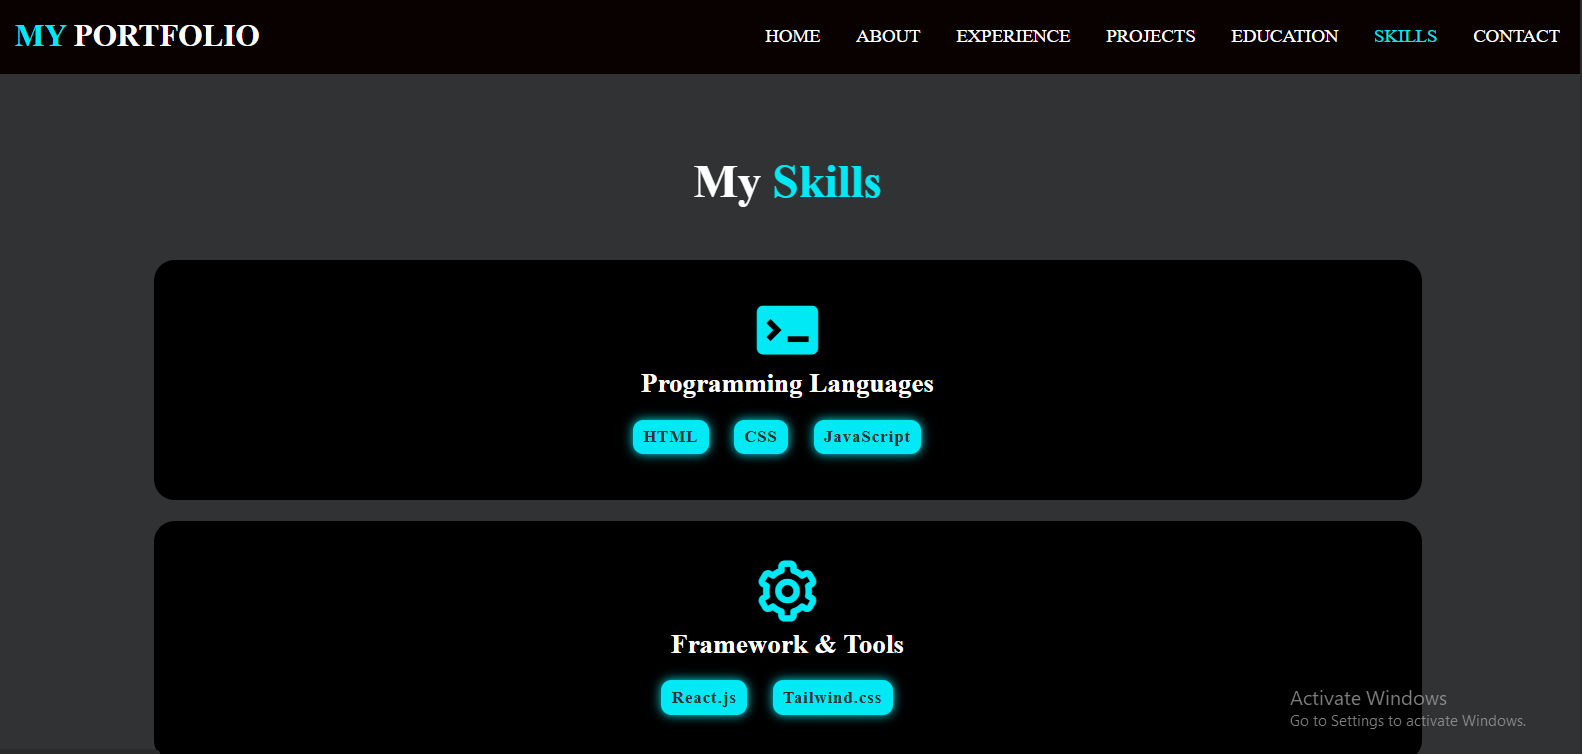 MY PORTFOLIO HOME ABOUT EXPERIENCE PROJECTS EDUCATION SKILLS CONTACT
My Skills
Programming Languages
HTML CSS JavaScript
Framework & Tools
React.js Tailwind.css
Activate Windows
Go to Settings to activate Windows.